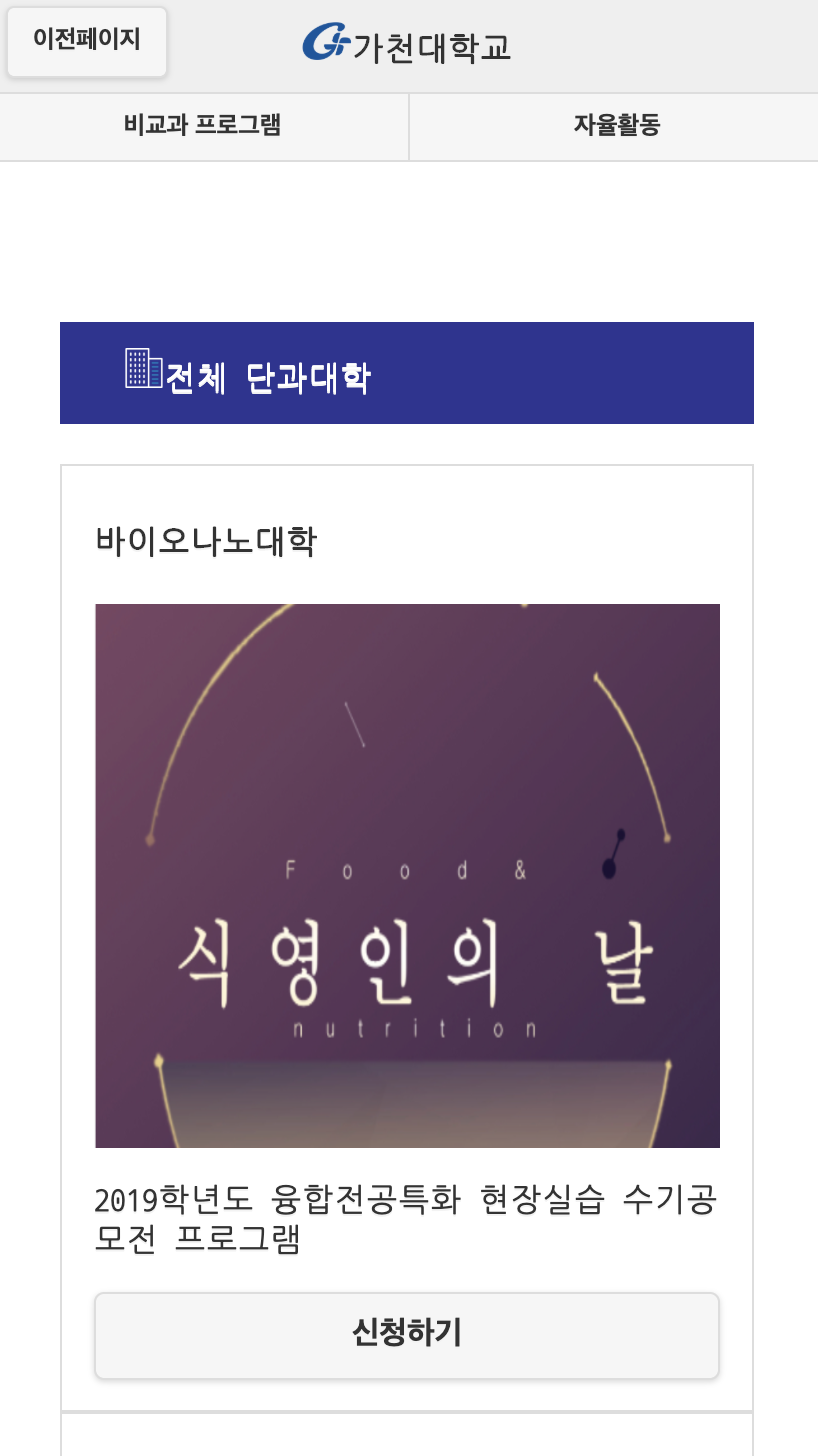 이전페이지
가천대학교
비교과 프로그램
자율활동
전체 단과대학
바이오나노대학
Food&
식영인의 날
nutrition
2019학년도 융합전공특화 현장실습 수기공
모전 프로그램
신청하기